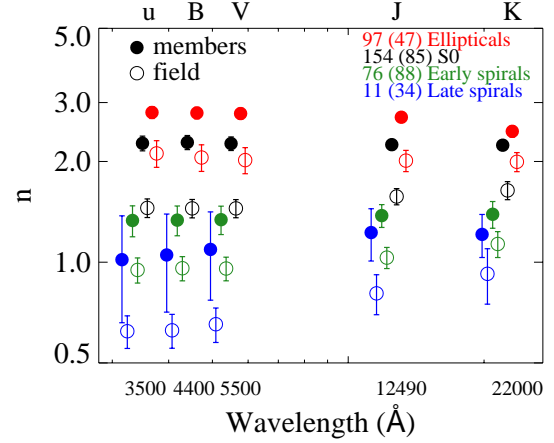 u B V J K
5.0
3.0
2.0
1.0
0.5
n
members
field
97 (47) Ellipticals
154 (85) S0
76 (88) Early spirals
11 (34) Late spirals
3500 4400 5500 12490 22000
Wavelength (Å)